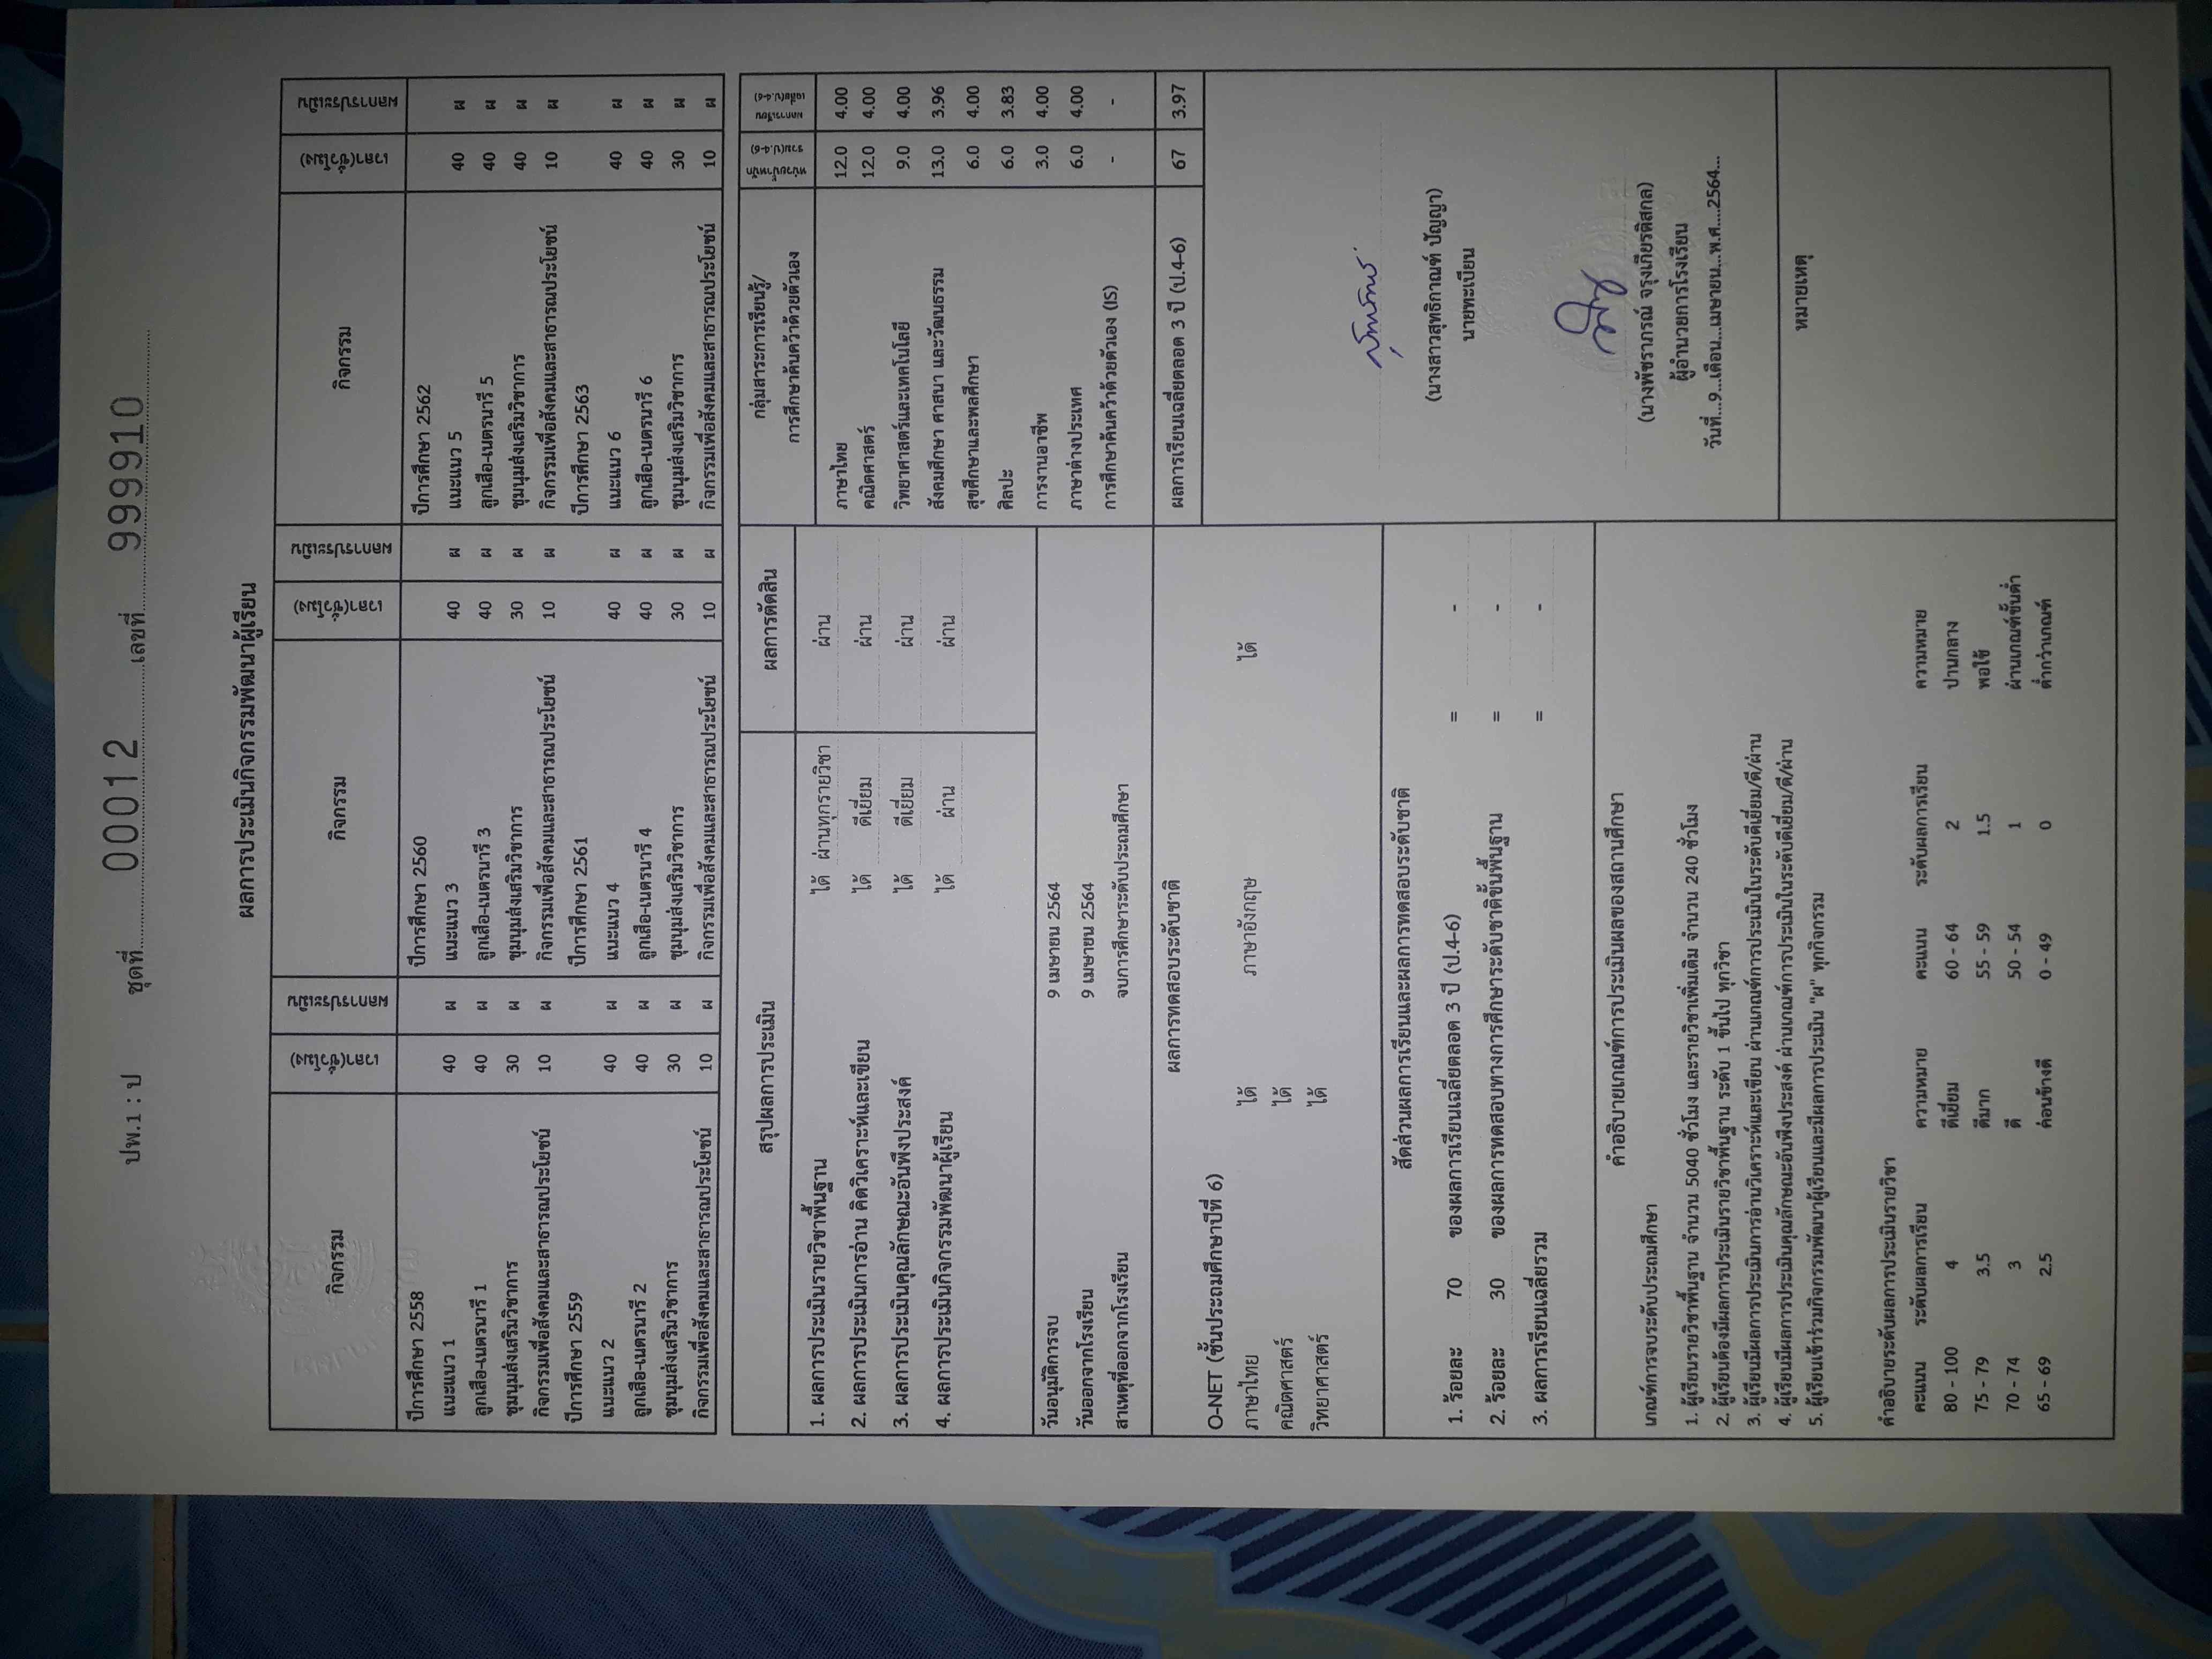 ปพ.1 : ป ชุดที่ 00012 เลขที่ 999910
ผลการประเมินกิจกรรมพัฒนาผู้เรียน
กิจกรรม เวลา(ชั่วโมง) ผลการประเมิน กิจกรรม เวลา(ชั่วโมง) ผลการประเมิน กิจกรรม เวลา(ชั่วโมง) ผลการประเมิน
ปีการศึกษา 2558 ปีการศึกษา 2560 ปีการศึกษา 2562
แนะแนว 1 40 ผ แนะแนว 3 40 ผ แนะแนว 5 40 ผ
ลูกเสือ-เนตรนารี 1 40 ผ ลูกเสือ-เนตรนารี 3 40 ผ ลูกเสือ-เนตรนารี 5 40 ผ
ชุมนุมส่งเสริมวิชาการ 30 ผ ชุมนุมส่งเสริมวิชาการ 30 ผ ชุมนุมส่งเสริมวิชาการ 40 ผ
กิจกรรมเพื่อสังคมและสาธารณประโยชน์ 10 ผ กิจกรรมเพื่อสังคมและสาธารณประโยชน์ 10 ผ กิจกรรมเพื่อสังคมและสาธารณประโยชน์ 10 ผ
ปีการศึกษา 2559 ปีการศึกษา 2561 ปีการศึกษา 2563
แนะแนว 2 40 ผ แนะแนว 4 40 ผ แนะแนว 6 40 ผ
ลูกเสือ-เนตรนารี 2 40 ผ ลูกเสือ-เนตรนารี 4 40 ผ ลูกเสือ-เนตรนารี 6 40 ผ
ชุมนุมส่งเสริมวิชาการ 30 ผ ชุมนุมส่งเสริมวิชาการ 30 ผ ชุมนุมส่งเสริมวิชาการ 30 ผ
กิจกรรมเพื่อสังคมและสาธารณประโยชน์ 10 ผ กิจกรรมเพื่อสังคมและสาธารณประโยชน์ 10 ผ กิจกรรมเพื่อสังคมและสาธารณประโยชน์ 10 ผ
สรุปผลการประเมิน ผลการตัดสิน
1. ผลการประเมินรายวิชาพื้นฐาน ได้ ผ่านทุกรายวิชา ผ่าน
2. ผลการประเมินการอ่าน คิดวิเคราะห์และเขียน ได้ ดีเยี่ยม ผ่าน
3. ผลการประเมินคุณลักษณะอันพึงประสงค์ ได้ ดีเยี่ยม ผ่าน
4. ผลการประเมินกิจกรรมพัฒนาผู้เรียน ได้ ผ่าน ผ่าน
วันอนุมัติการจบ 9 เมษายน 2564
วันออกจากโรงเรียน 9 เมษายน 2564
สาเหตุที่ออกจากโรงเรียน จบการศึกษาระดับประถมศึกษา
ผลการทดสอบระดับชาติ
O-NET (ชั้นประถมศึกษาปีที่ 6)
ภาษาไทย ได้ ภาษาอังกฤษ ได้
คณิตศาสตร์ ได้
วิทยาศาสตร์ ได้
สัดส่วนผลการเรียนและผลการทดสอบระดับชาติ
1. ร้อยละ 70 ของผลการเรียนเฉลี่ยตลอด 3 ปี (ป.4-6) = -
2. ร้อยละ 30 ของผลการทดสอบทางการศึกษาระดับชาติขั้นพื้นฐาน = -
3. ผลการเรียนเฉลี่ยรวม = -
คำอธิบายเกณฑ์การประเมินผลของสถานศึกษา
เกณฑ์การจบระดับประถมศึกษา
1. ผู้เรียนรายวิชาพื้นฐาน จำนวน 5040 ชั่วโมง และรายวิชาเพิ่มเติม จำนวน 240 ชั่วโมง
2. ผู้เรียนต้องมีผลการประเมินรายวิชาพื้นฐาน ระดับ 1 ขึ้นไป ทุกวิชา
3. ผู้เรียนมีผลการประเมินการอ่านวิเคราะห์และเขียน ผ่านเกณฑ์การประเมินในระดับดีเยี่ยม/ดี/ผ่าน
4. ผู้เรียนมีผลการประเมินคุณลักษณะอันพึงประสงค์ ผ่านเกณฑ์การประเมินในระดับดีเยี่ยม/ดี/ผ่าน
5. ผู้เรียนเข้าร่วมกิจกรรมพัฒนาผู้เรียนและมีผลการประเมิน "ผ" ทุกกิจกรรม
คำอธิบายระดับผลการประเมินรายวิชา
คะแนน ระดับผลการเรียน ความหมาย คะแนน ระดับผลการเรียน ความหมาย
80 - 100 4 ดีเยี่ยม 60 - 64 2 ปานกลาง
75 - 79 3.5 ดีมาก 55 - 59 1.5 พอใช้
70 - 74 3 ดี 50 - 54 1 ผ่านเกณฑ์ขั้นต่ำ
65 - 69 2.5 ค่อนข้างดี 0 - 49 0 ต่ำกว่าเกณฑ์
กลุ่มสาระการเรียนรู้/
การศึกษาค้นคว้าด้วยตัวเอง
หน่วยน้ำหนัก รวม(ป.4-6) ผลการเรียน เฉลี่ย(ป.4-6)
ภาษาไทย 12.0 4.00
คณิตศาสตร์ 12.0 4.00
วิทยาศาสตร์และเทคโนโลยี 9.0 4.00
สังคมศึกษา ศาสนา และวัฒนธรรม 13.0 3.96
สุขศึกษาและพลศึกษา 6.0 4.00
ศิลปะ 6.0 3.83
การงานอาชีพ 3.0 4.00
ภาษาต่างประเทศ 6.0 4.00
การศึกษาค้นคว้าด้วยตัวเอง (IS) - -
ผลการเรียนเฉลี่ยตลอด 3 ปี (ป.4-6) 67 3.97
(นางสาวสุทธิกาณฑ์ ปัญญา)
นายทะเบียน
(นางพัชราภรณ์ จรุงเกียรติสกล)
ผู้อำนวยการโรงเรียน
วันที่...9...เดือน...เมษายน...พ.ศ....2564...
หมายเหตุ